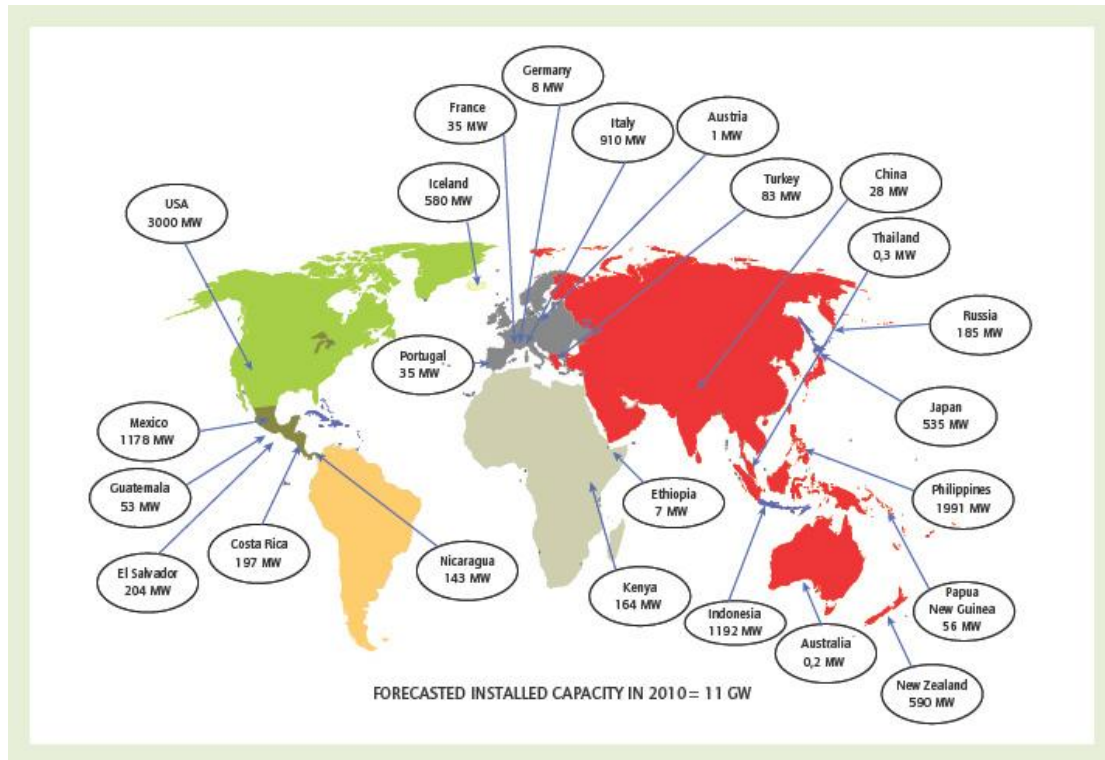 Germany
8 MW
France
35 MW
Italy
910 MW
Austria
1 MW
Iceland
580 MW
Turkey
83 MW
China
28 MW
USA
3000 MW
Thailand
0,3 MW
Russia
185 MW
Portugal
35 MW
Japan
535 MW
Mexico
1178 MW
Guatemala
53 MW
Ethiopia
7 MW
Philippines
1991 MW
Costa Rica
197 MW
El Salvador
204 MW
Nicaragua
143 MW
Kenya
164 MW
Indonesia
1192 MW
Papua
New Guinea
56 MW
Australia
0,2 MW
New Zealand
590 MW
FORECASTED INSTALLED CAPACITY IN 2010 = 11 GW